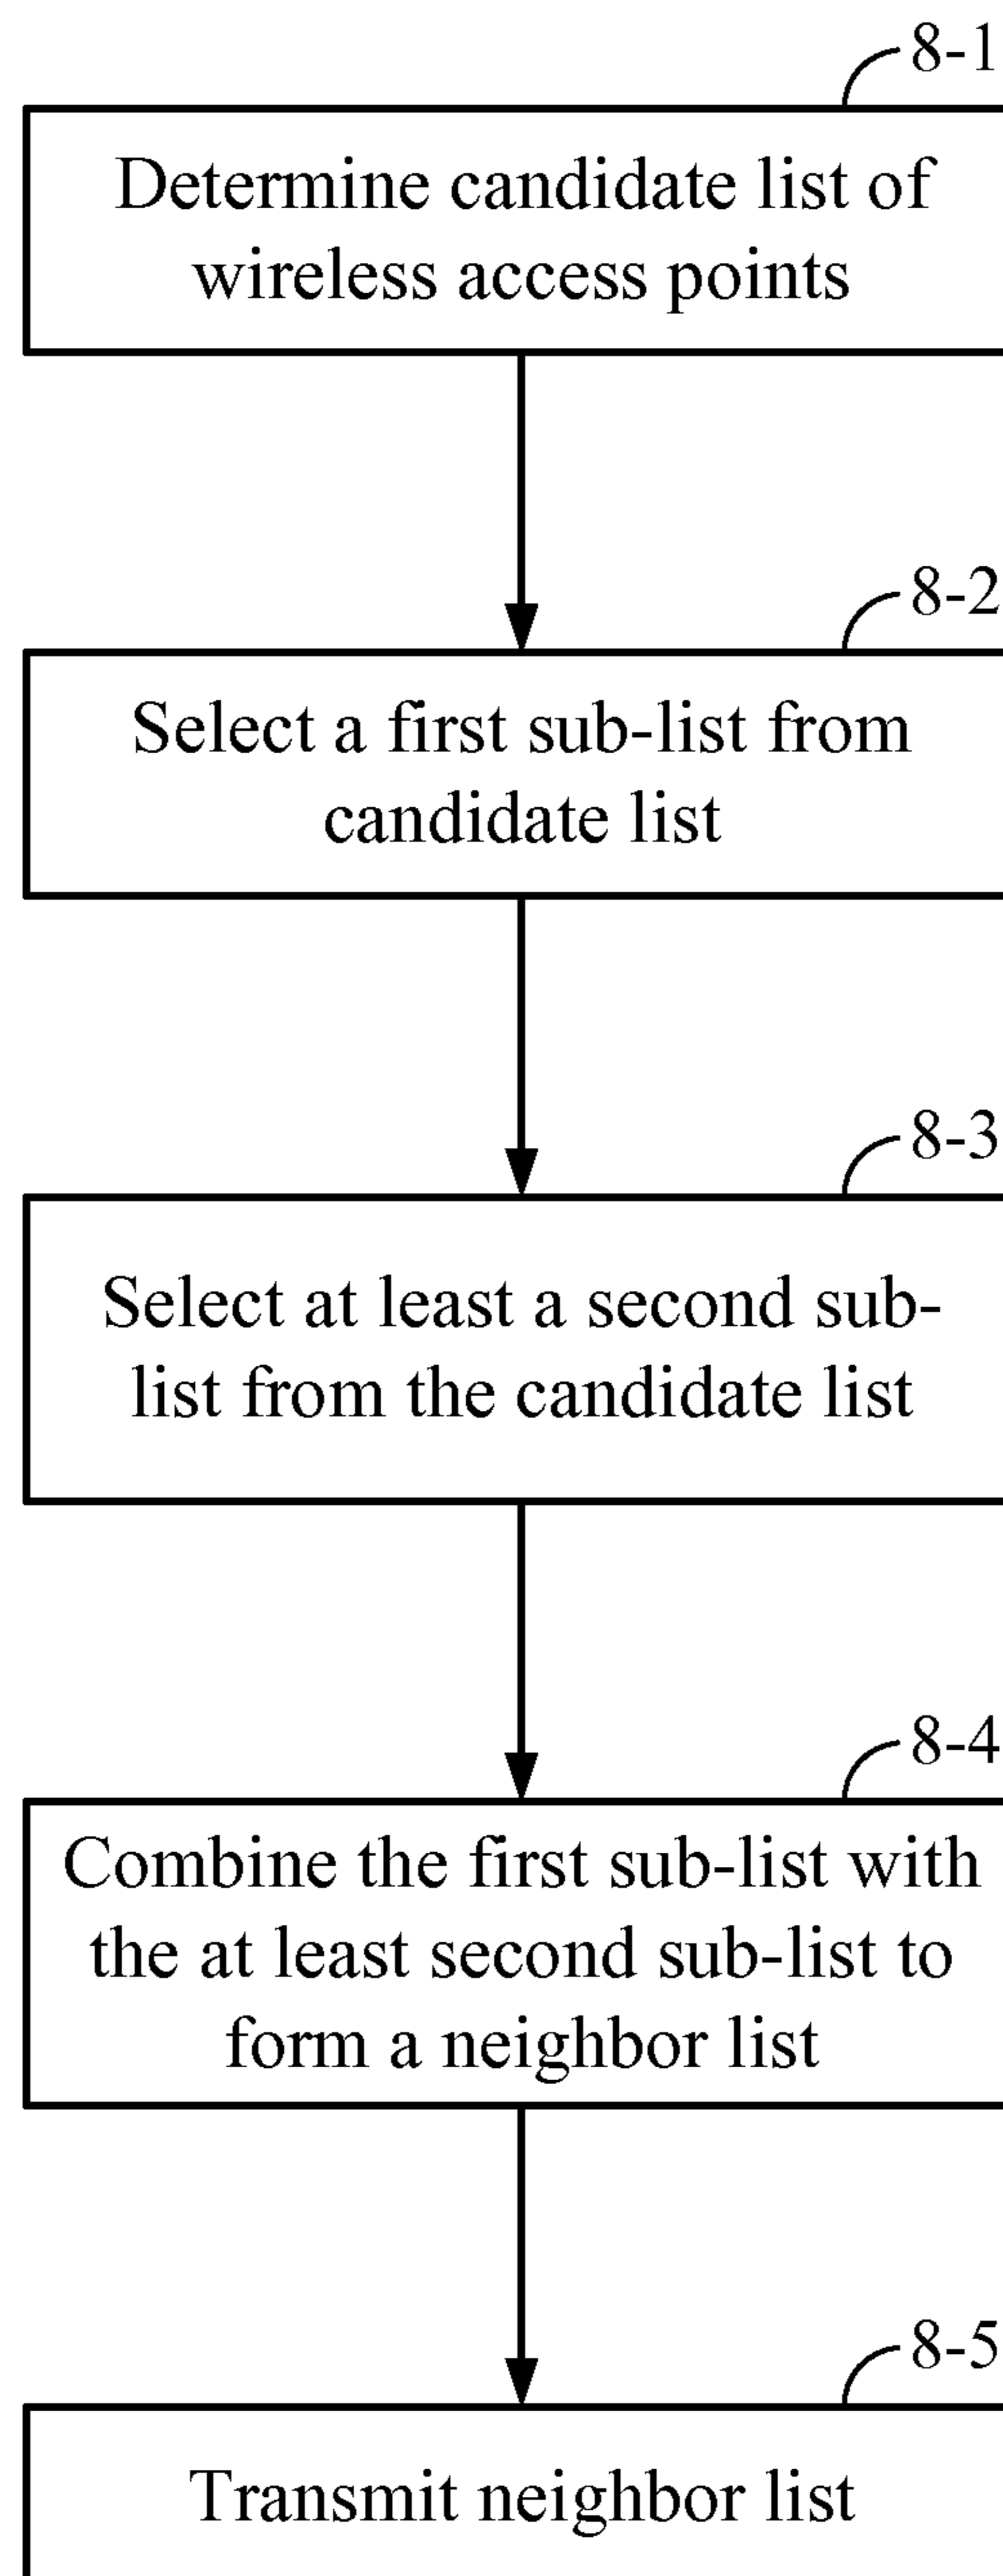 8-1
Determine candidate list of
wireless access points
8-2
Select a first sub-list from
candidate list
8-3
Select at least a second sub-
list from the candidate list
8-4
Combine the first sub-list with
the at least second sub-list to
form a neighbor list
8-5
Transmit neighbor list